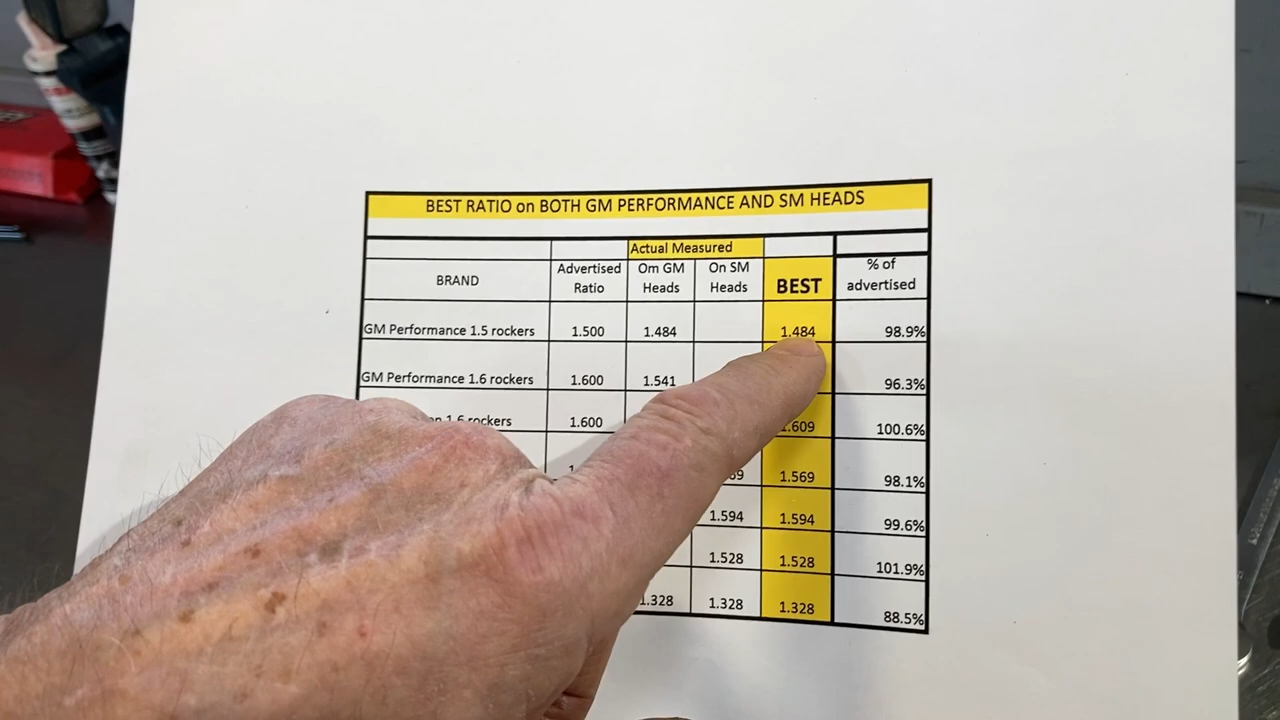 BEST RATIO on BOTH GM PERFORMANCE AND SM HEADS
Actual Measured
BRAND Advertised Ratio Om GM Heads On SM Heads BEST % of advertised
GM Performance 1.5 rockers 1.500 1.484 1.484 98.9%
GM Performance 1.6 rockers 1.600 1.541 96.3%
1.6 rockers 1.600 1.609 100.6%
1.569 98.1%
1.594 1.594 99.6%
1.528 1.528 101.9%
1.328 1.328 1.328 88.5%